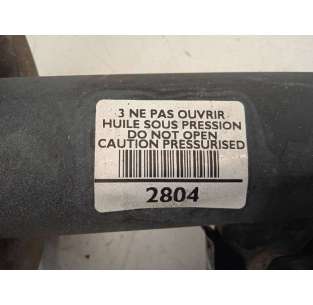 3 NE PAS OUVRIR
HUILE SOUS PRESSION
DO NOT OPEN
CAUTION PRESSURISED
2804